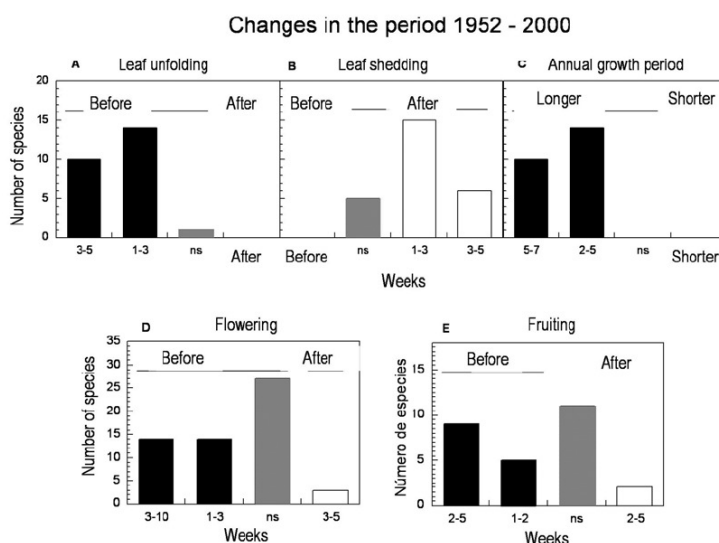 Changes in the period 1952 - 2000
A Leaf unfolding
B Leaf shedding
C Annual growth period
Number of species
20
15
10
5
0
Before After
Before After
Longer Shorter
3-5 1-3 ns After
Before ns 1-3 3-5
5-7 2-5 ns Shorter
Weeks
D Flowering
Number of species
35
30
25
20
15
10
5
0
Before After
3-10 1-3 ns 3-5
Weeks
E Fruiting
Número de especies
15
10
5
0
Before After
2-5 1-2 ns 2-5
Weeks